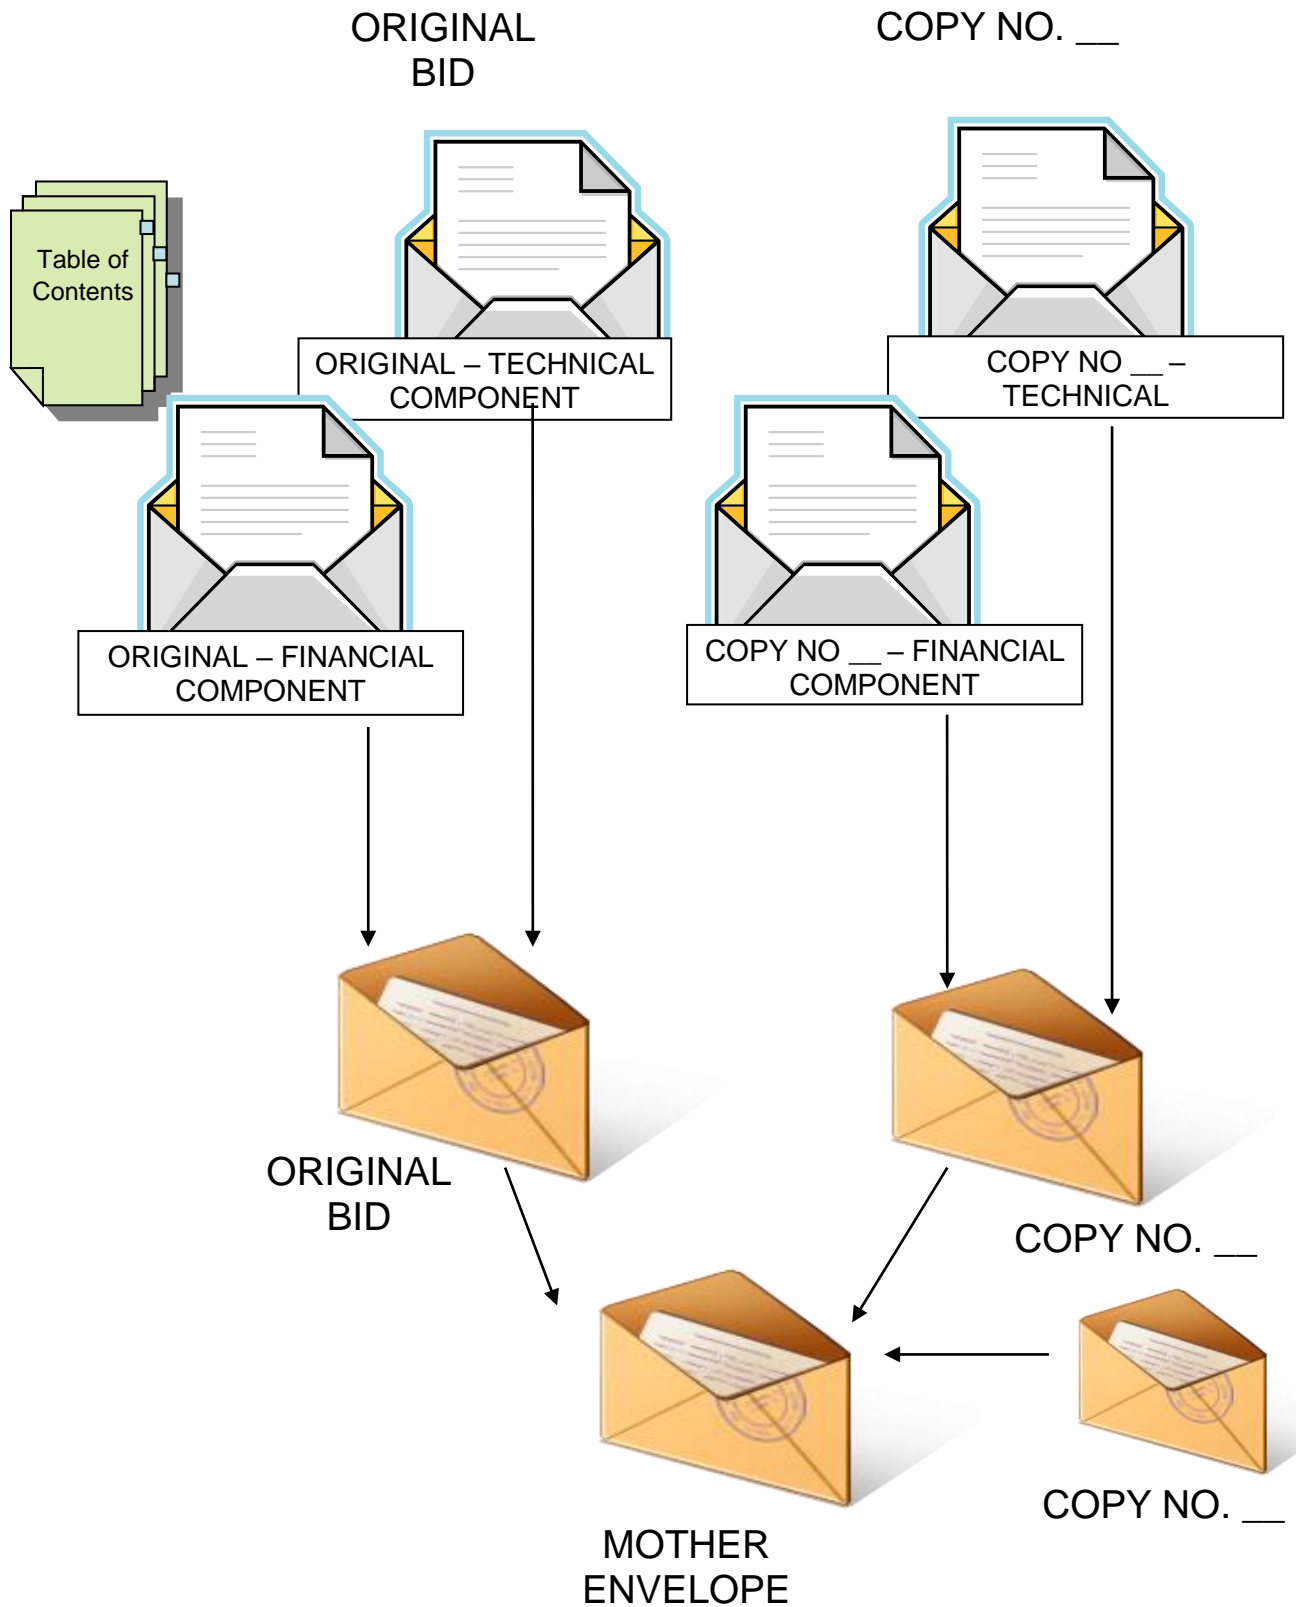 ORIGINAL
BID
COPY NO. __
Table of
Contents
ORIGINAL – TECHNICAL
COMPONENT
COPY NO __ –
TECHNICAL
ORIGINAL – FINANCIAL
COMPONENT
COPY NO __ – FINANCIAL
COMPONENT
ORIGINAL
BID
COPY NO. __
COPY NO. __
MOTHER
ENVELOPE